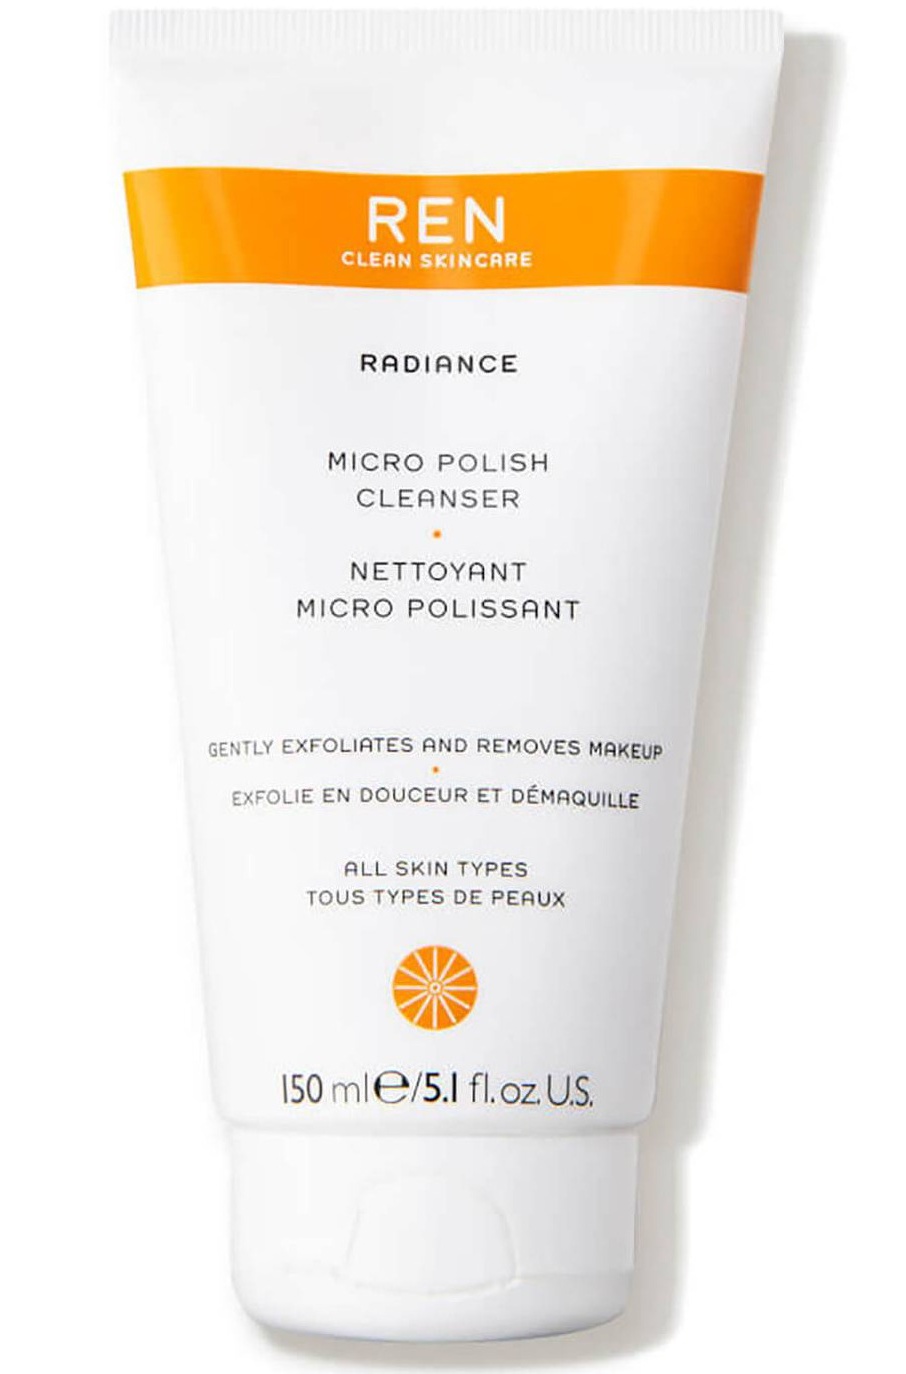 REN
CLEAN SKINCARE
RADIANCE
MICRO POLISH
CLEANSER
NETTOYANT
MICRO POLISSANT
GENTLY EXFOLIATES AND REMOVES MAKEUP
EXFOLIE EN DOUCEUR ET DÉMAQUILLE
ALL SKIN TYPES
TOUS TYPES DE PEAUX
150 ml℮/5.1 fl. oz. U.S.